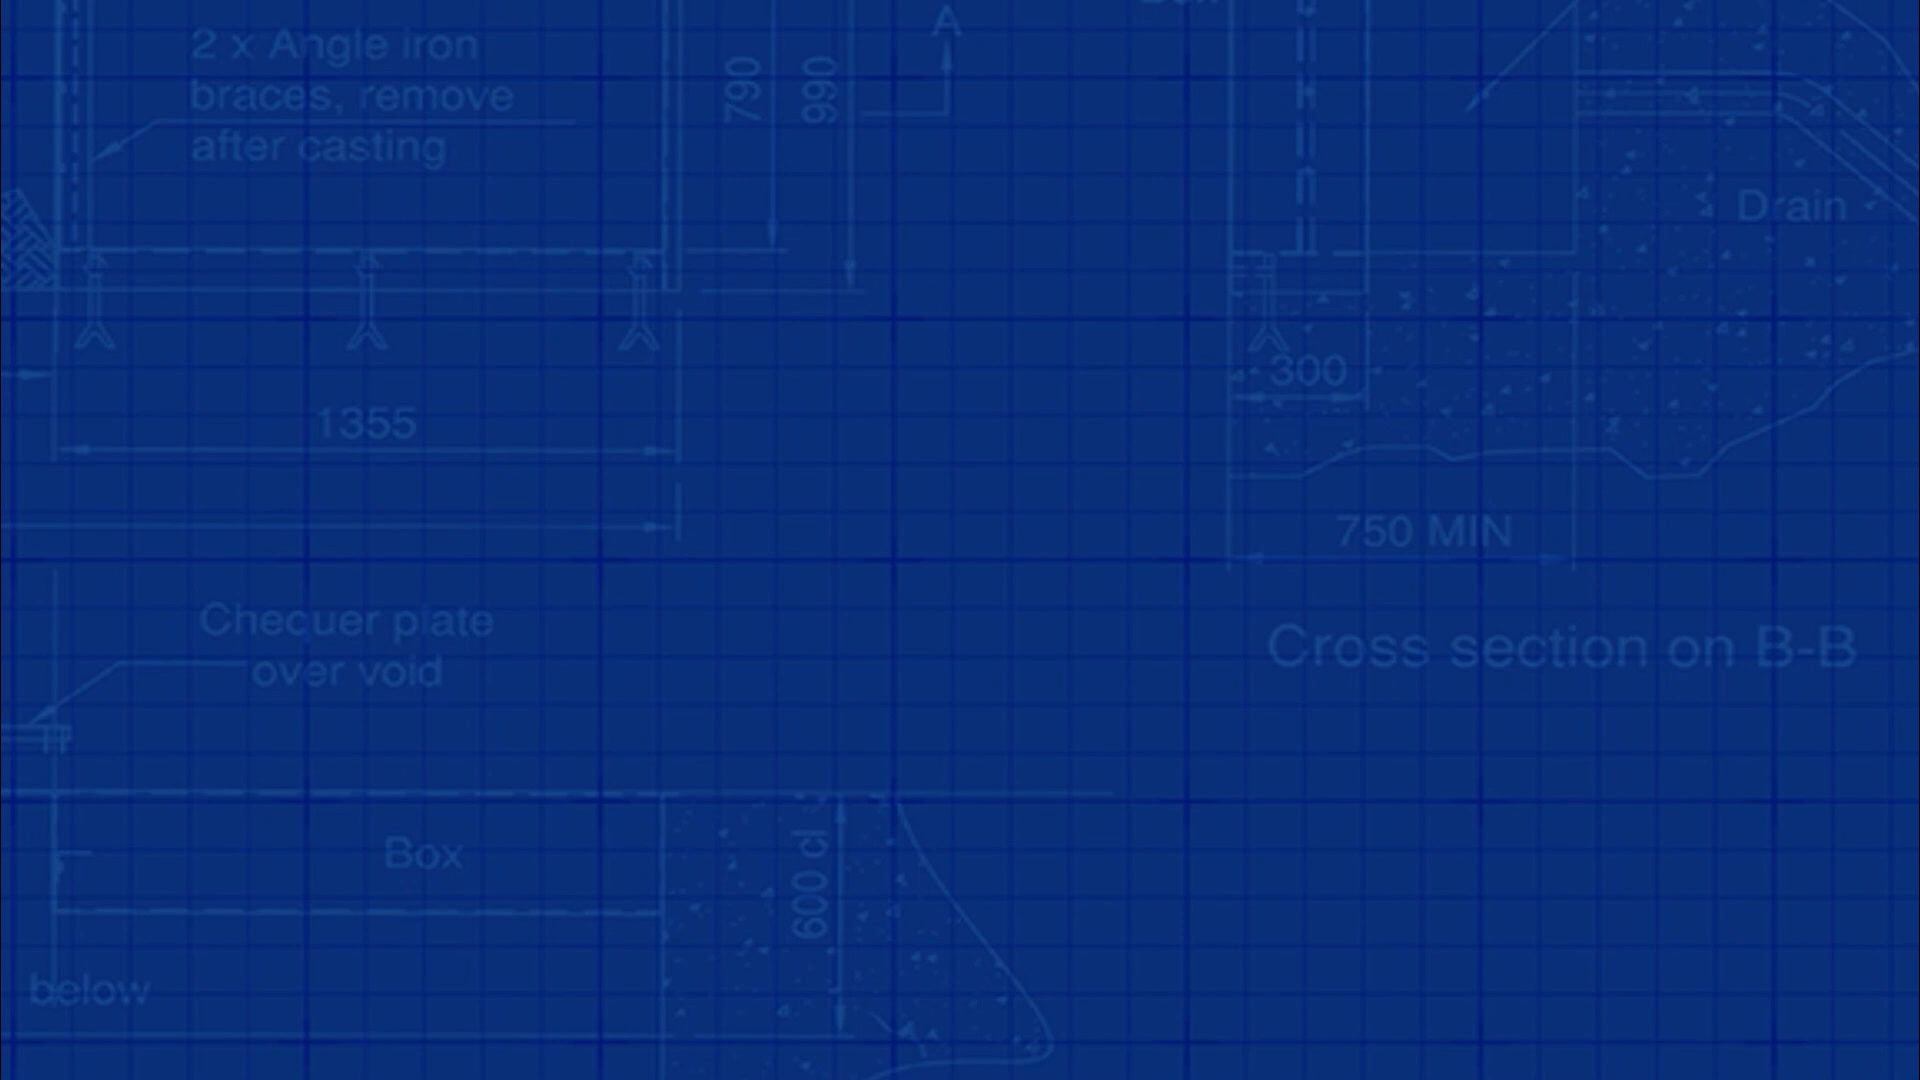 2 x Angle iron
braces, remove
after casting
790
990
A
Drain
300
1355
750 MIN
Chequer plate
over void
Cross section on B-B
Box
600 cl
below